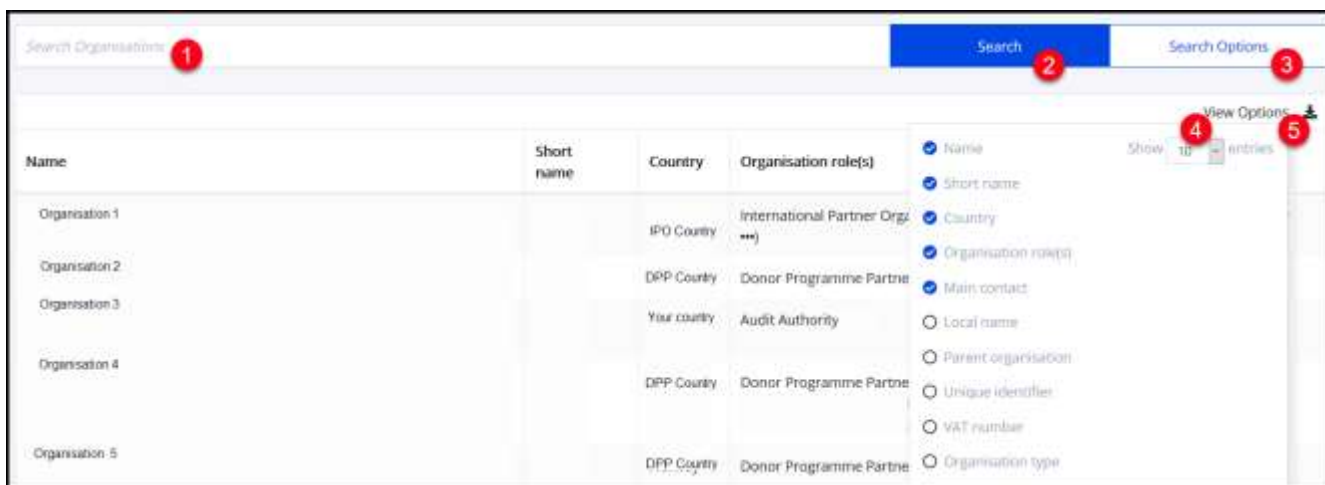 Search Organisations 1
Search 2
Search Options 3
View Options 5
Name Short name Country Organisation role(s)
Name Show 10 entries 4
Short name
Country
Organisation role(s)
Main contact
Local name
Parent organisation
Unique identifier
VAT number
Organisation type
Organisation 1 IPO Country International Partner Orga
•••)
Organisation 2 DPP Country Donor Programme Partne
Organisation 3 Your country Audit Authority
Organisation 4 DPP Country Donor Programme Partne
Organisation 5 DPP Country Donor Programme Partne